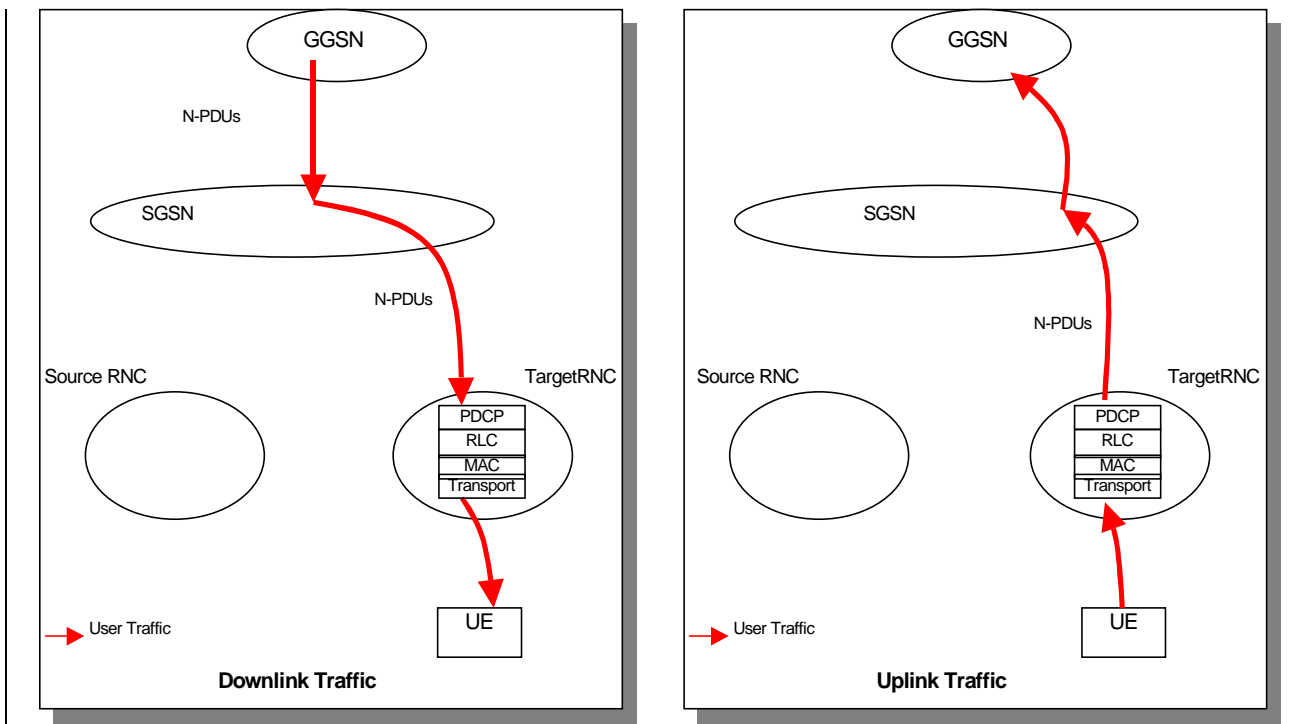 GGSN
N-PDUs
SGSN
N-PDUs
Source RNC
TargetRNC
PDCP
RLC
MAC
Transport
UE
User Traffic
Downlink Traffic
GGSN
SGSN
N-PDUs
Source RNC
TargetRNC
PDCP
RLC
MAC
Transport
UE
User Traffic
Uplink Traffic